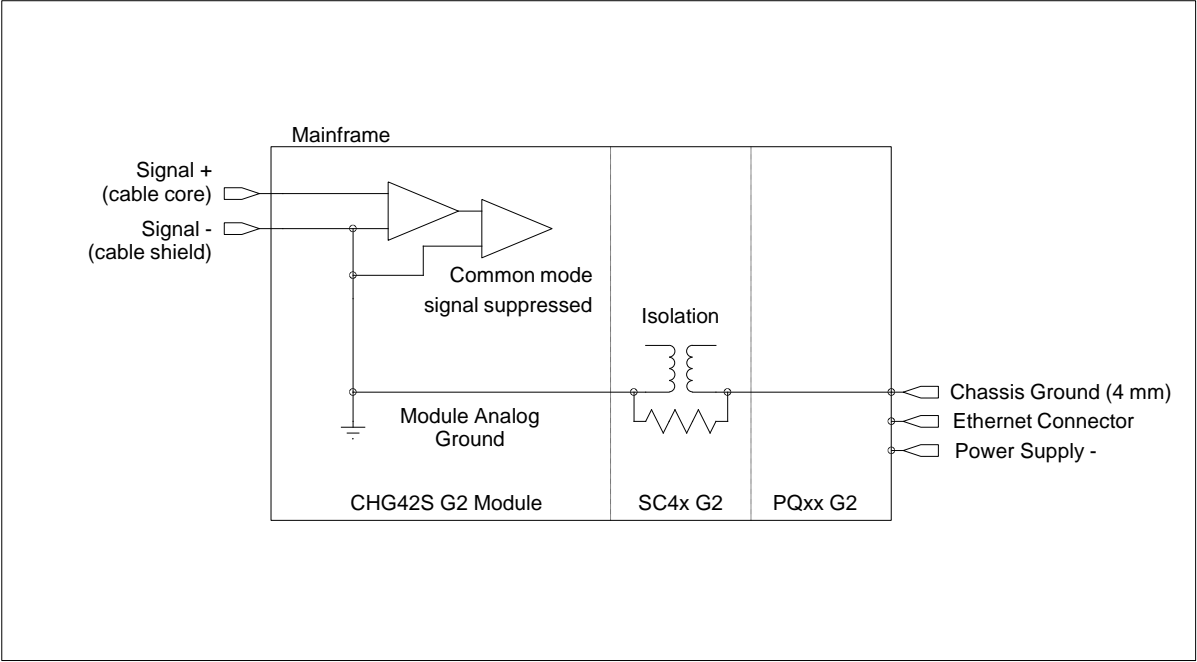 Mainframe
Signal +
(cable core)
Signal -
(cable shield)
Common mode
signal suppressed
Isolation
Module Analog
Ground
Chassis Ground (4 mm)
Ethernet Connector
Power Supply -
CHG42S G2 Module
SC4x G2
PQxx G2